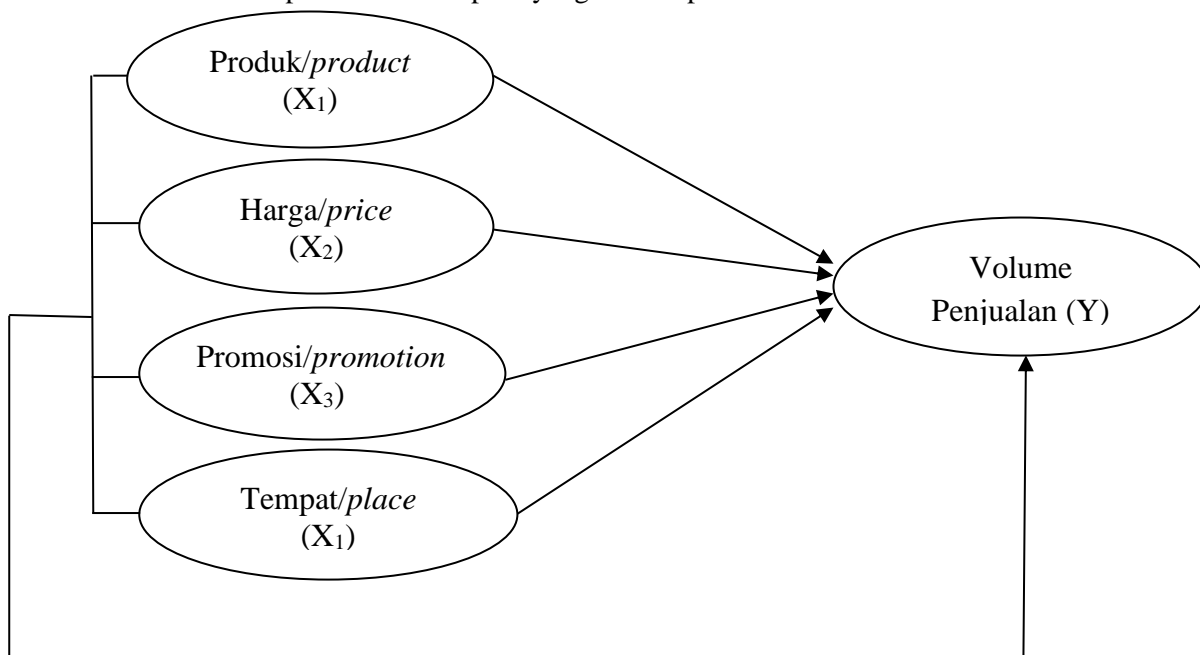 Produk/product
(X₁)
Harga/price
(X₂)
Promosi/promotion
(X₃)
Tempat/place
(X₁)
Volume
Penjualan (Y)